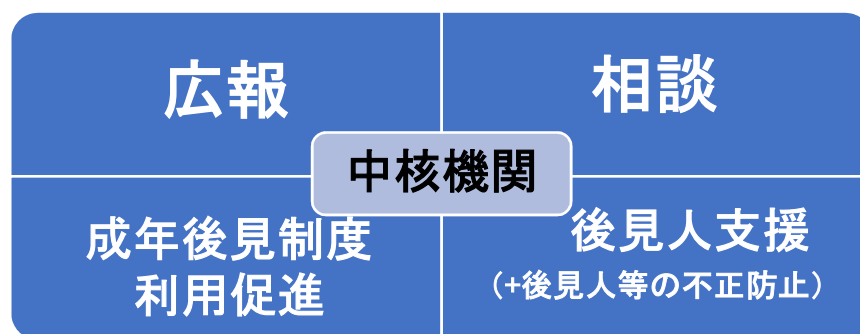 広報
相談
中核機関
成年後見制度
利用促進
後見人支援
（+後見人等の不正防止）